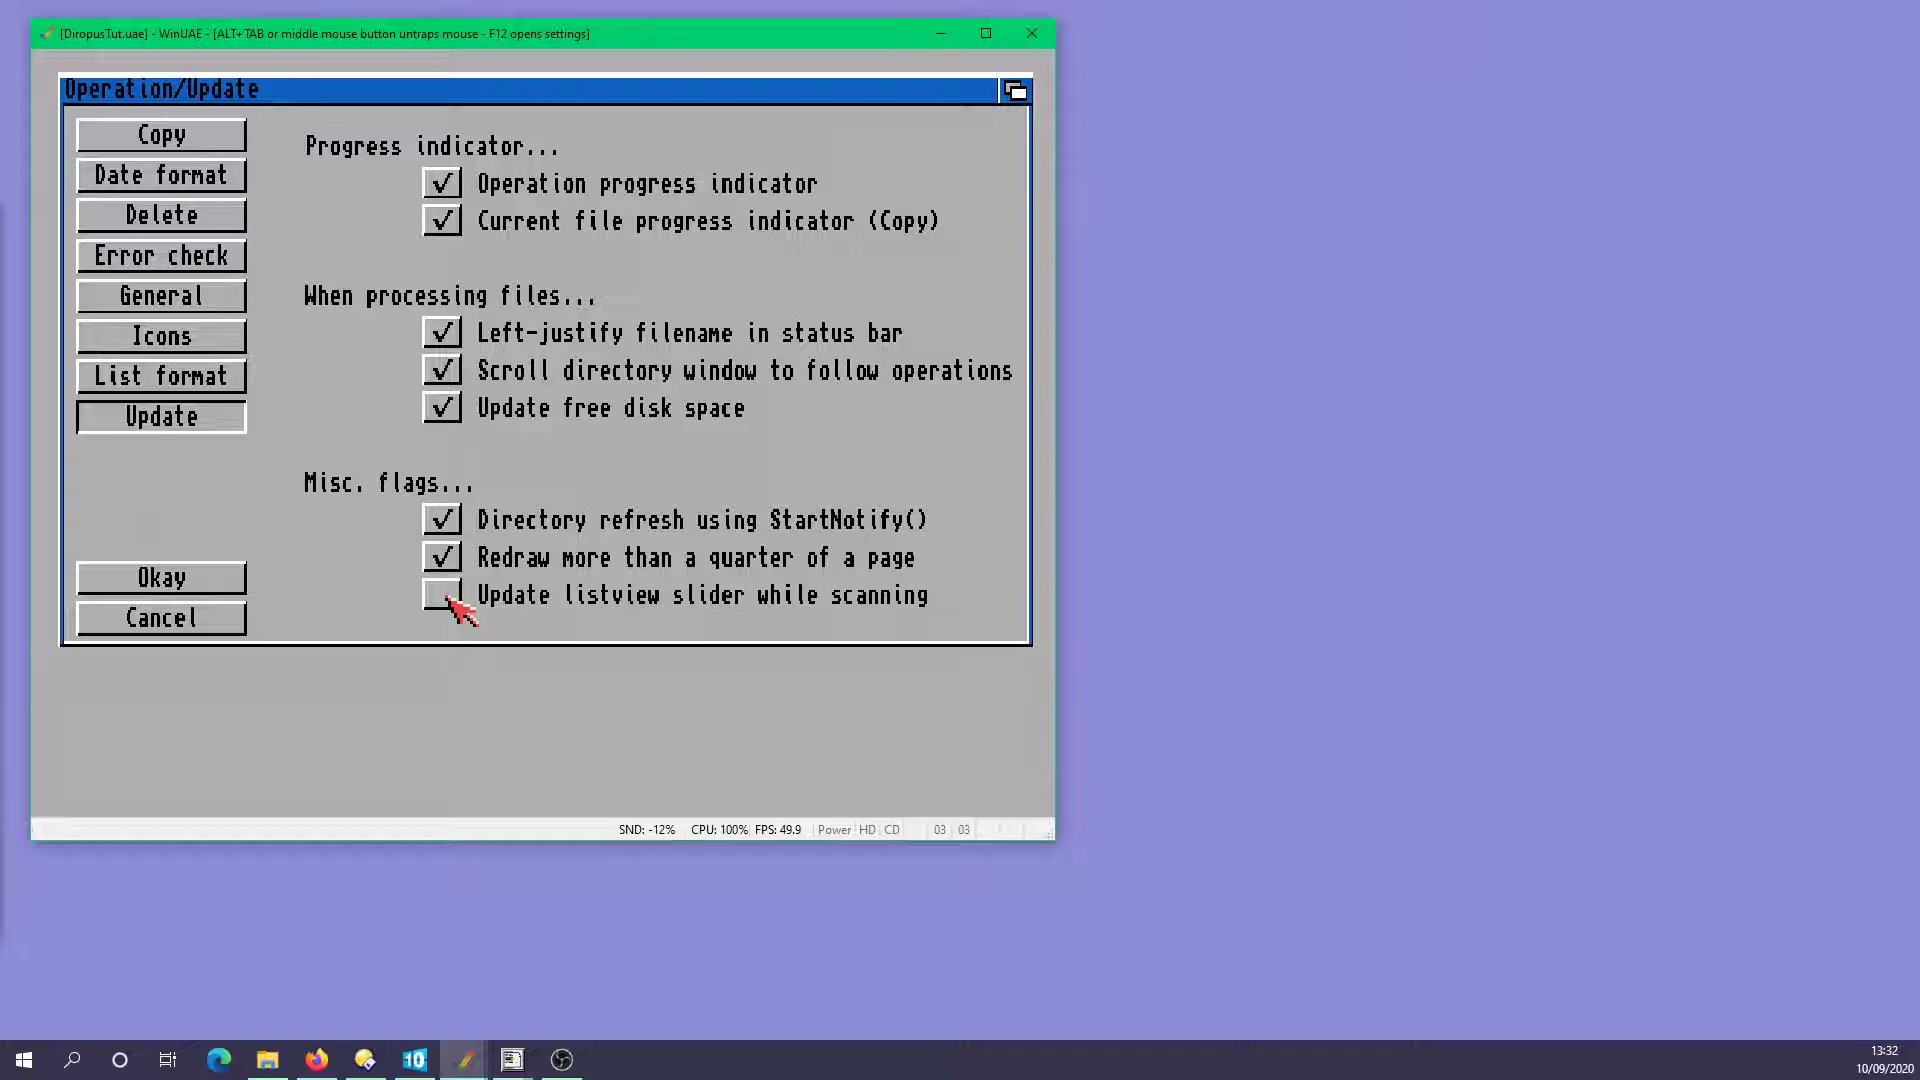 [DiropusTut.uae] - WinUAE - [ALT+TAB or middle mouse button untraps mouse - F12 opens settings]
Operation/Update
Copy
Date format
Delete
Error check
General
Icons
List format
Update
Okay
Cancel
Progress indicator...
Operation progress indicator
Current file progress indicator (Copy)
When processing files...
Left-justify filename in status bar
Scroll directory window to follow operations
Update free disk space
Misc. flags...
Directory refresh using StartNotify()
Redraw more than a quarter of a page
Update listview slider while scanning
SND: -12% CPU: 100% FPS: 49.9 Power HD CD 03 03
10
13:32
10/09/2020